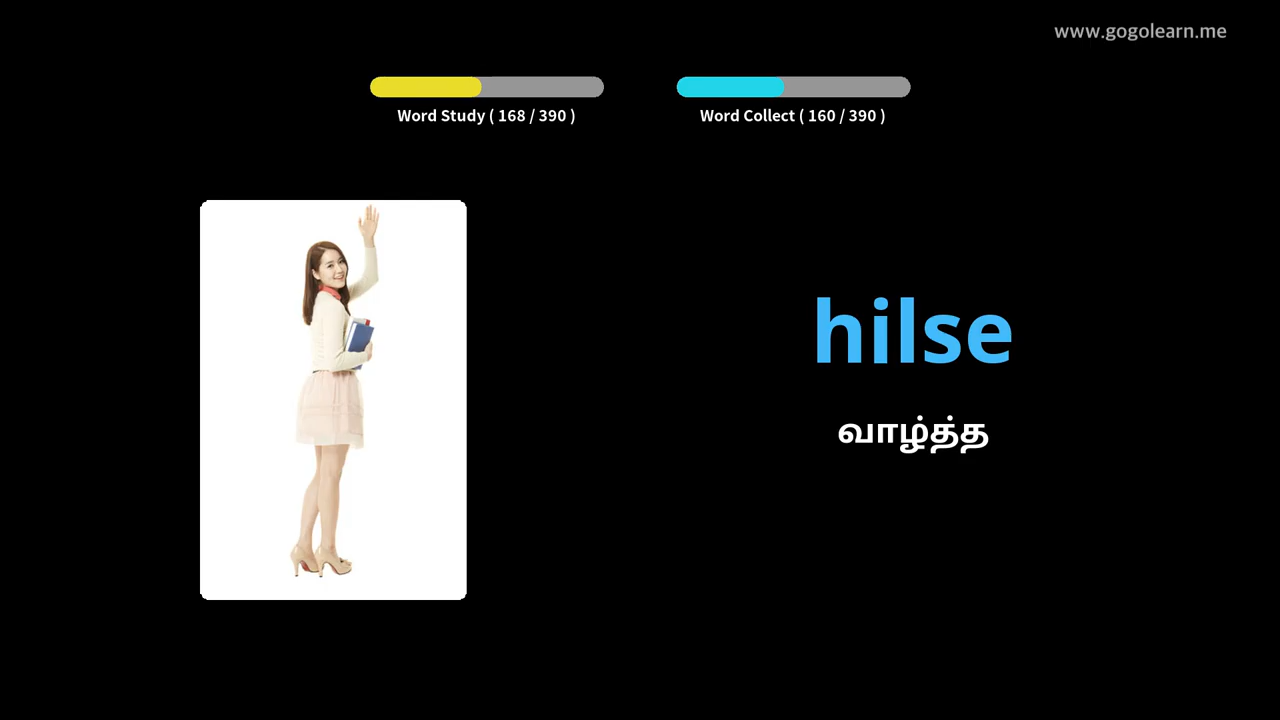 www.gogolearn.me
Word Study ( 168 / 390 )
Word Collect ( 160 / 390 )
hilse
வாழ்த்த